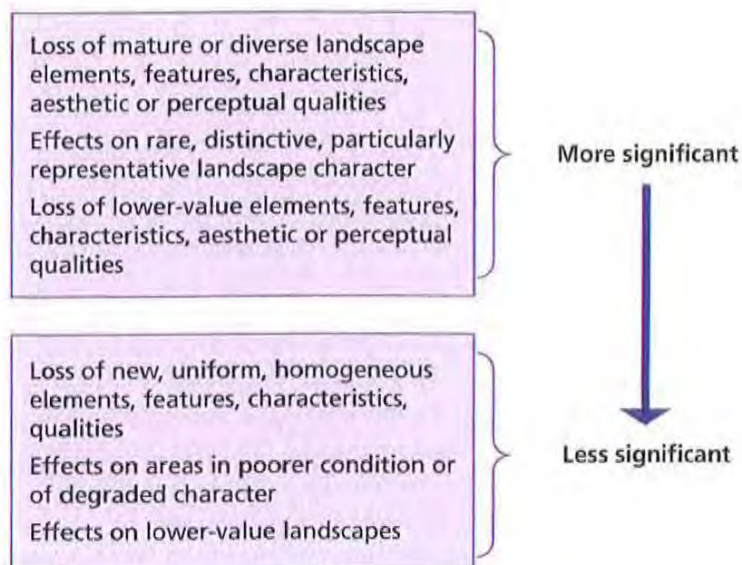 Loss of mature or diverse landscape
elements, features, characteristics,
aesthetic or perceptual qualities
Effects on rare, distinctive, particularly
representative landscape character
Loss of lower-value elements, features,
characteristics, aesthetic or perceptual
qualities
More significant
Loss of new, uniform, homogeneous
elements, features, characteristics,
qualities
Effects on areas in poorer condition or
of degraded character
Effects on lower-value landscapes
Less significant